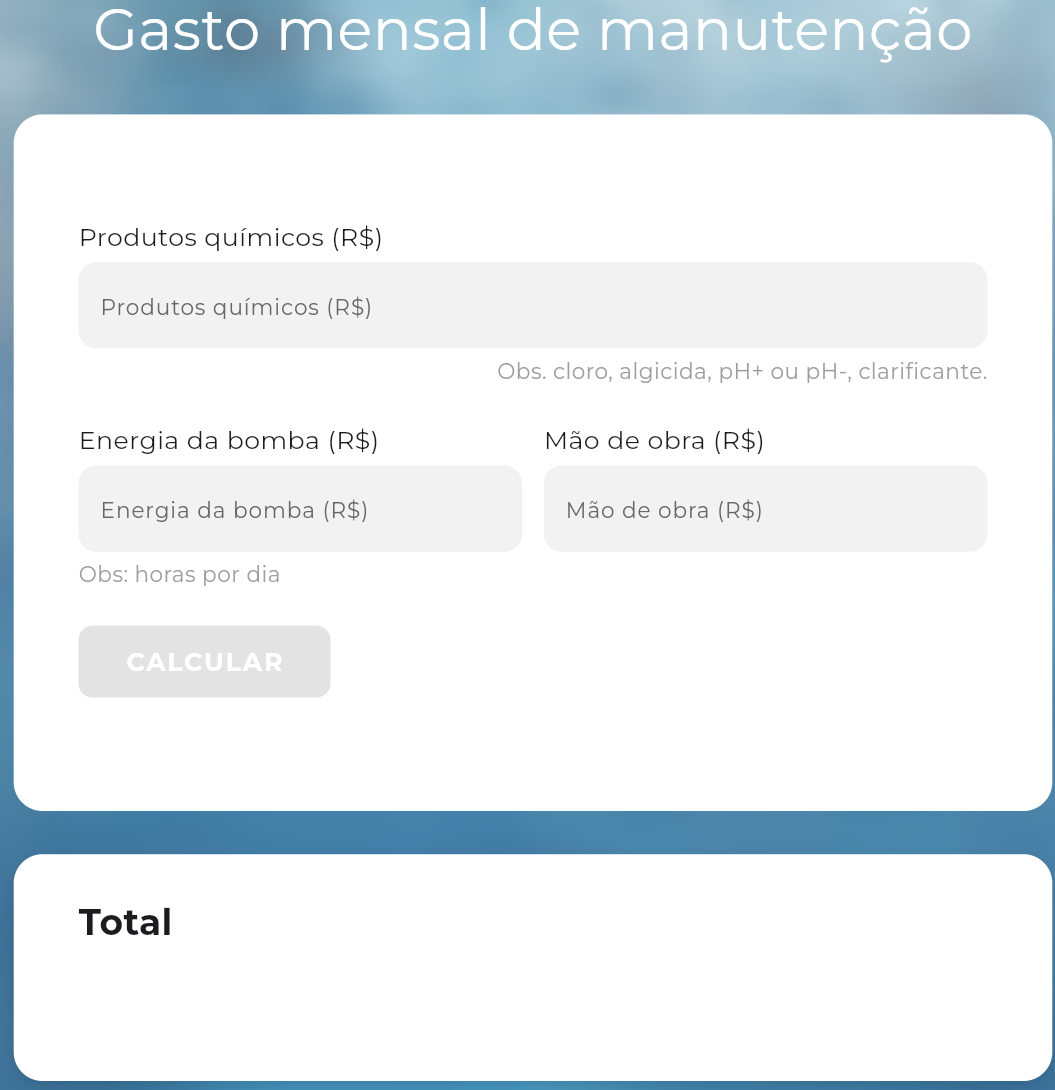 Gasto mensal de manutenção
Produtos químicos (R$)
Produtos químicos (R$)
Obs. cloro, algicida, pH+ ou pH-, clarificante.
Energia da bomba (R$)
Mão de obra (R$)
Energia da bomba (R$)
Mão de obra (R$)
Obs: horas por dia
CALCULAR
Total